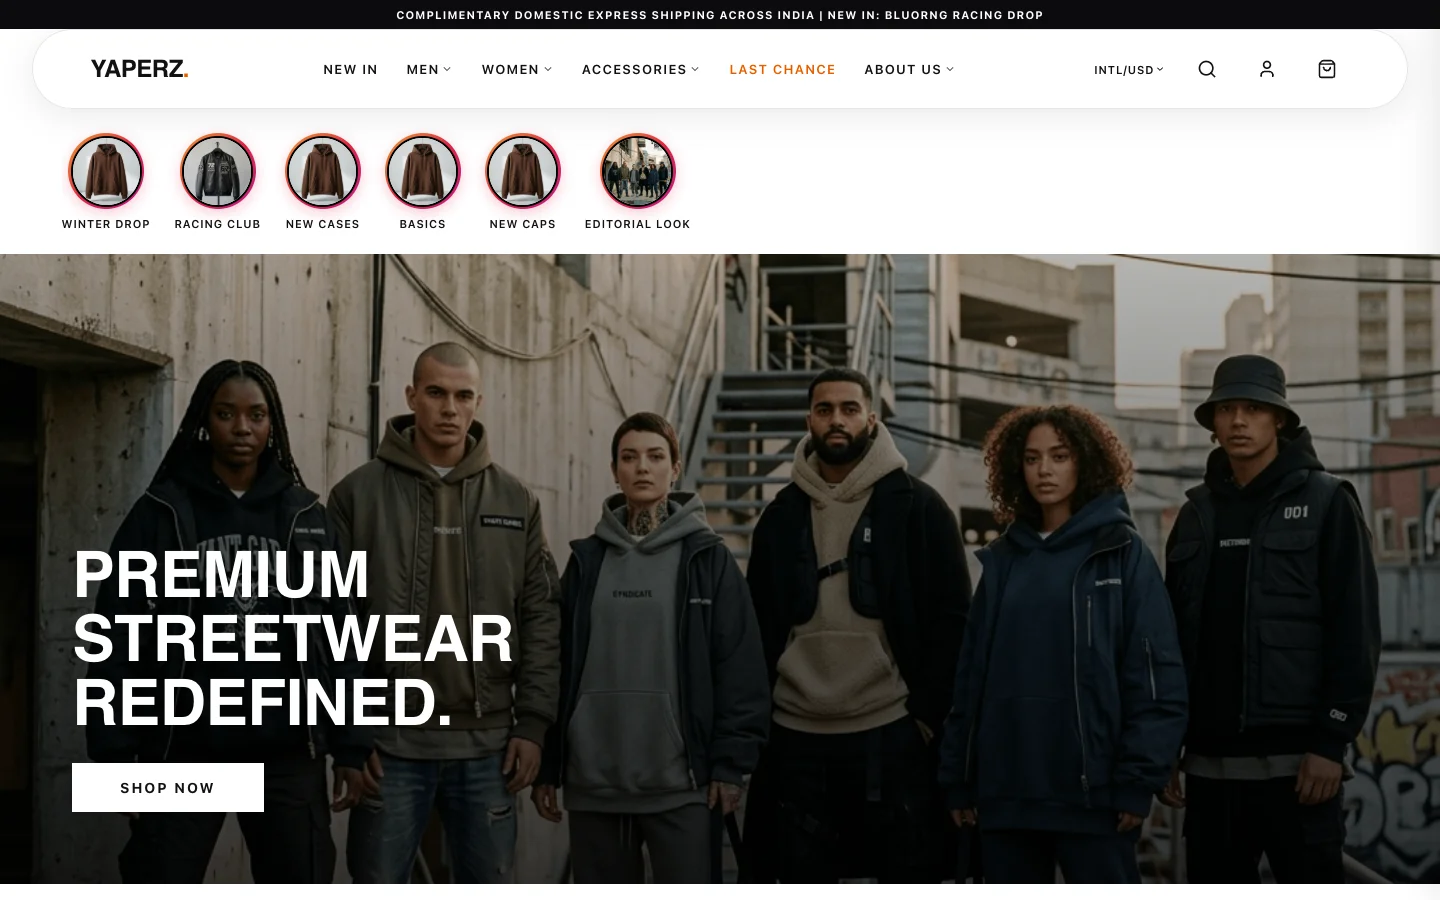 COMPLIMENTARY DOMESTIC EXPRESS SHIPPING ACROSS INDIA | NEW IN: BLUORNG RACING DROP
YAPERZ.
NEW IN
MEN
WOMEN
ACCESSORIES
LAST CHANCE
ABOUT US
INTL/USD
WINTER DROP
RACING CLUB
NEW CASES
BASICS
NEW CAPS
EDITORIAL LOOK
001
SYNDICATE
PREMIUM
STREETWEAR
REDEFINED.
SHOP NOW